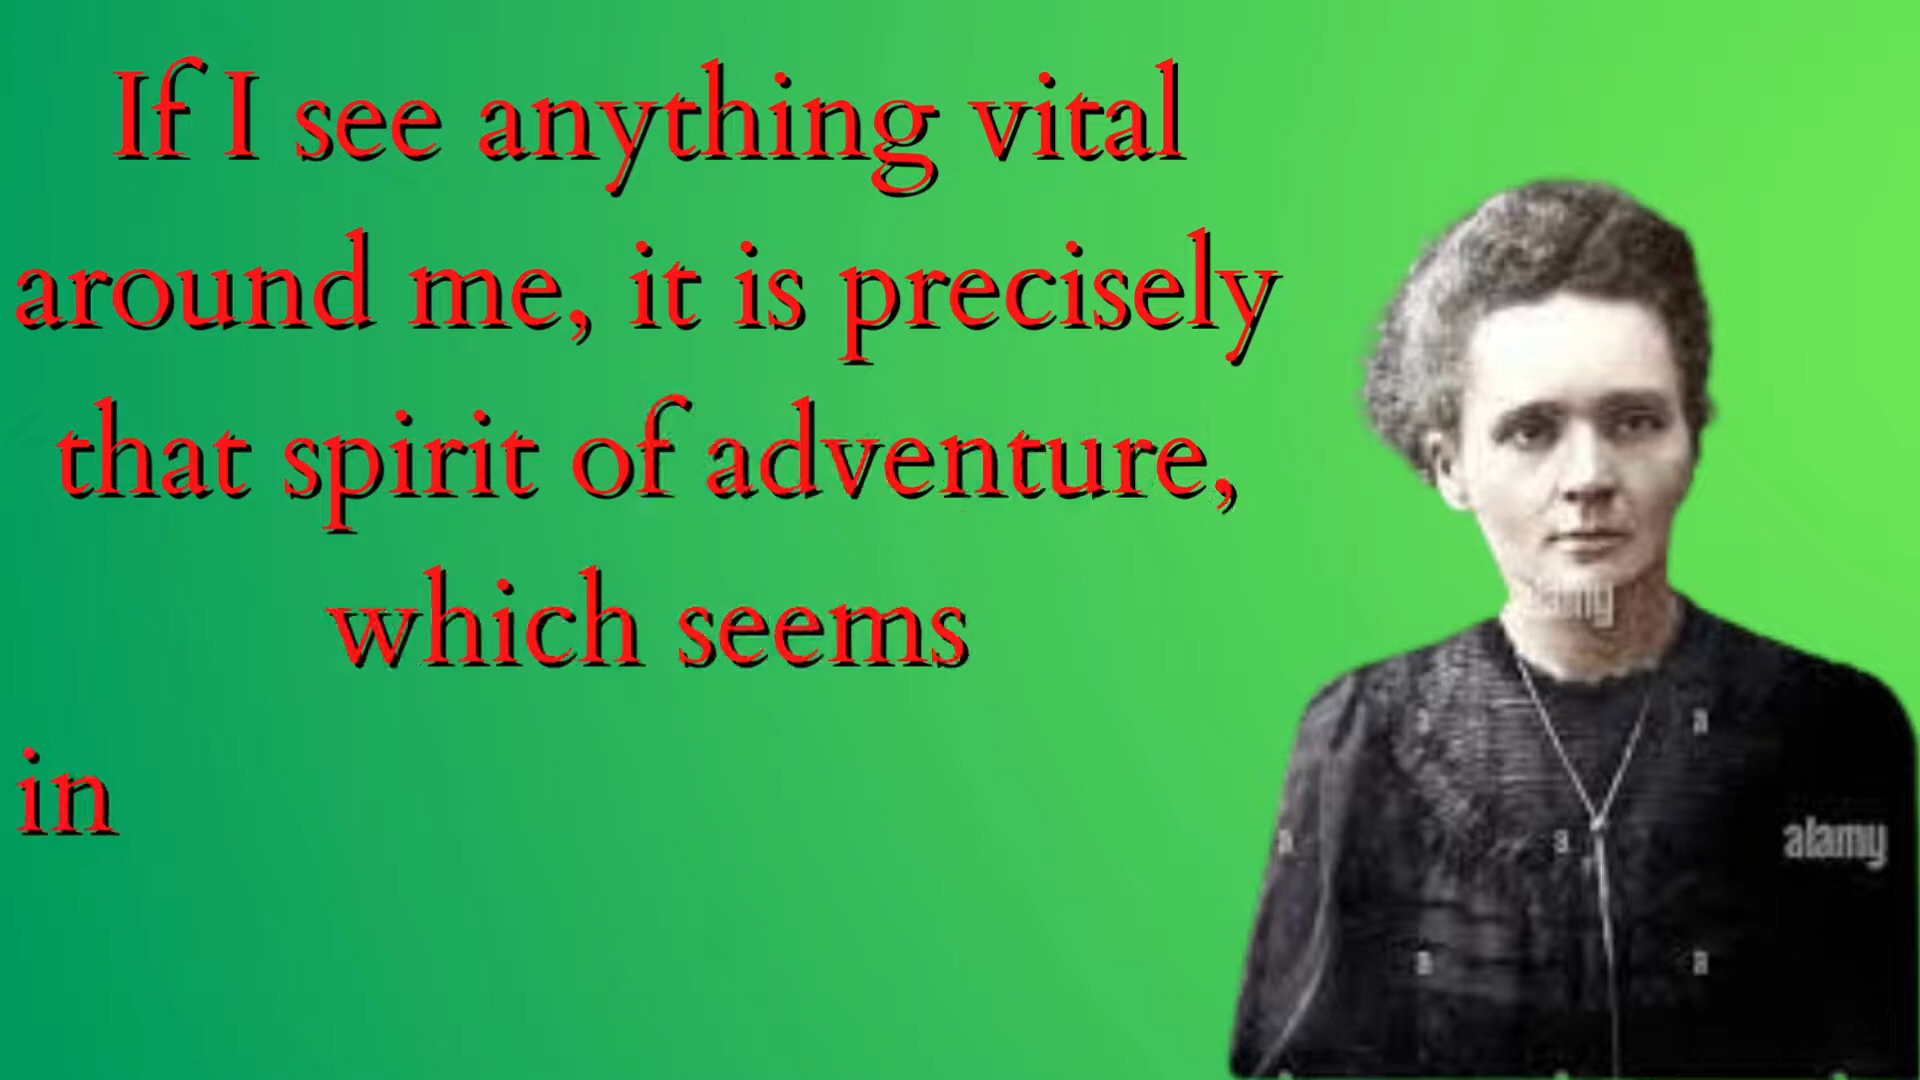 If I see anything vital
around me, it is precisely
that spirit of adventure,
which seems
in
alamy
a
a
a
a
a
a